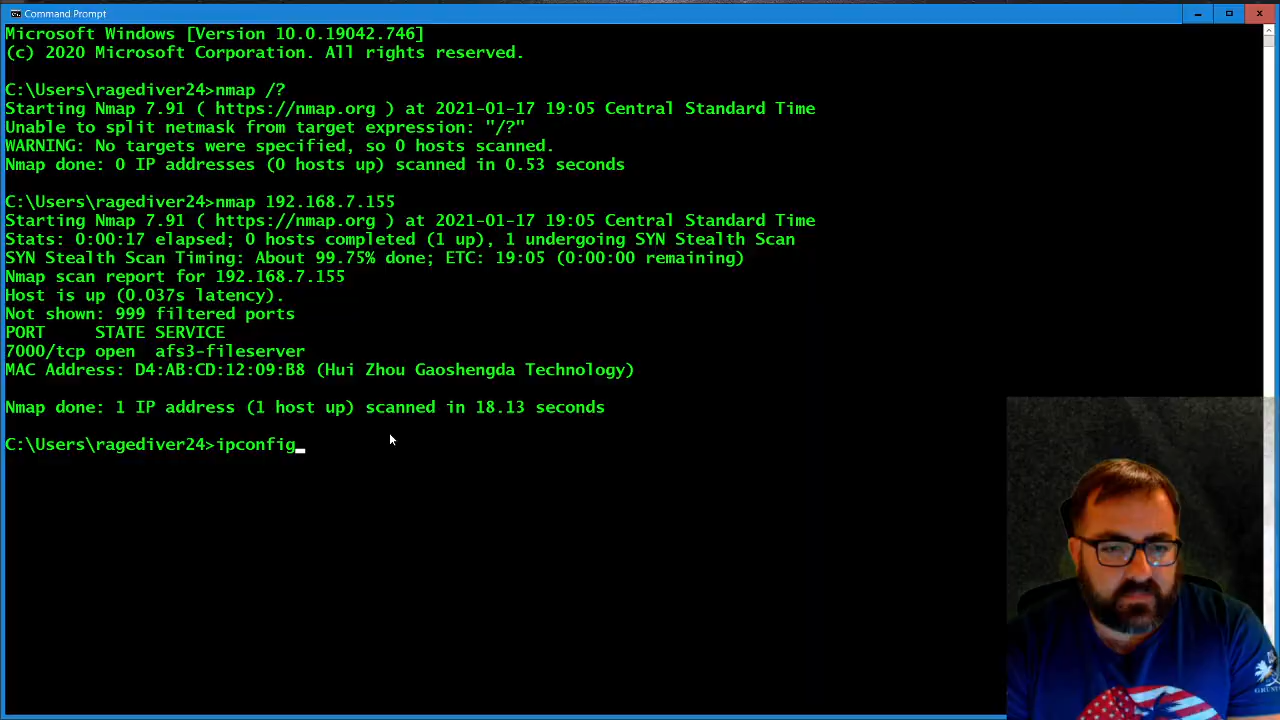 Command Prompt
Microsoft Windows [Version 10.0.19042.746]
(c) 2020 Microsoft Corporation. All rights reserved.
C:\Users\ragediver24>nmap /?
Starting Nmap 7.91 ( https://nmap.org ) at 2021-01-17 19:05 Central Standard Time
Unable to split netmask from target expression: "/?"
WARNING: No targets were specified, so 0 hosts scanned.
Nmap done: 0 IP addresses (0 hosts up) scanned in 0.53 seconds
C:\Users\ragediver24>nmap 192.168.7.155
Starting Nmap 7.91 ( https://nmap.org ) at 2021-01-17 19:05 Central Standard Time
Stats: 0:00:17 elapsed; 0 hosts completed (1 up), 1 undergoing SYN Stealth Scan
SYN Stealth Scan Timing: About 99.75% done; ETC: 19:05 (0:00:00 remaining)
Nmap scan report for 192.168.7.155
Host is up (0.037s latency).
Not shown: 999 filtered ports
PORT     STATE SERVICE
7000/tcp open  afs3-fileserver
MAC Address: D4:AB:CD:12:09:B8 (Hui Zhou Gaoshengda Technology)
Nmap done: 1 IP address (1 host up) scanned in 18.13 seconds
C:\Users\ragediver24>ipconfig